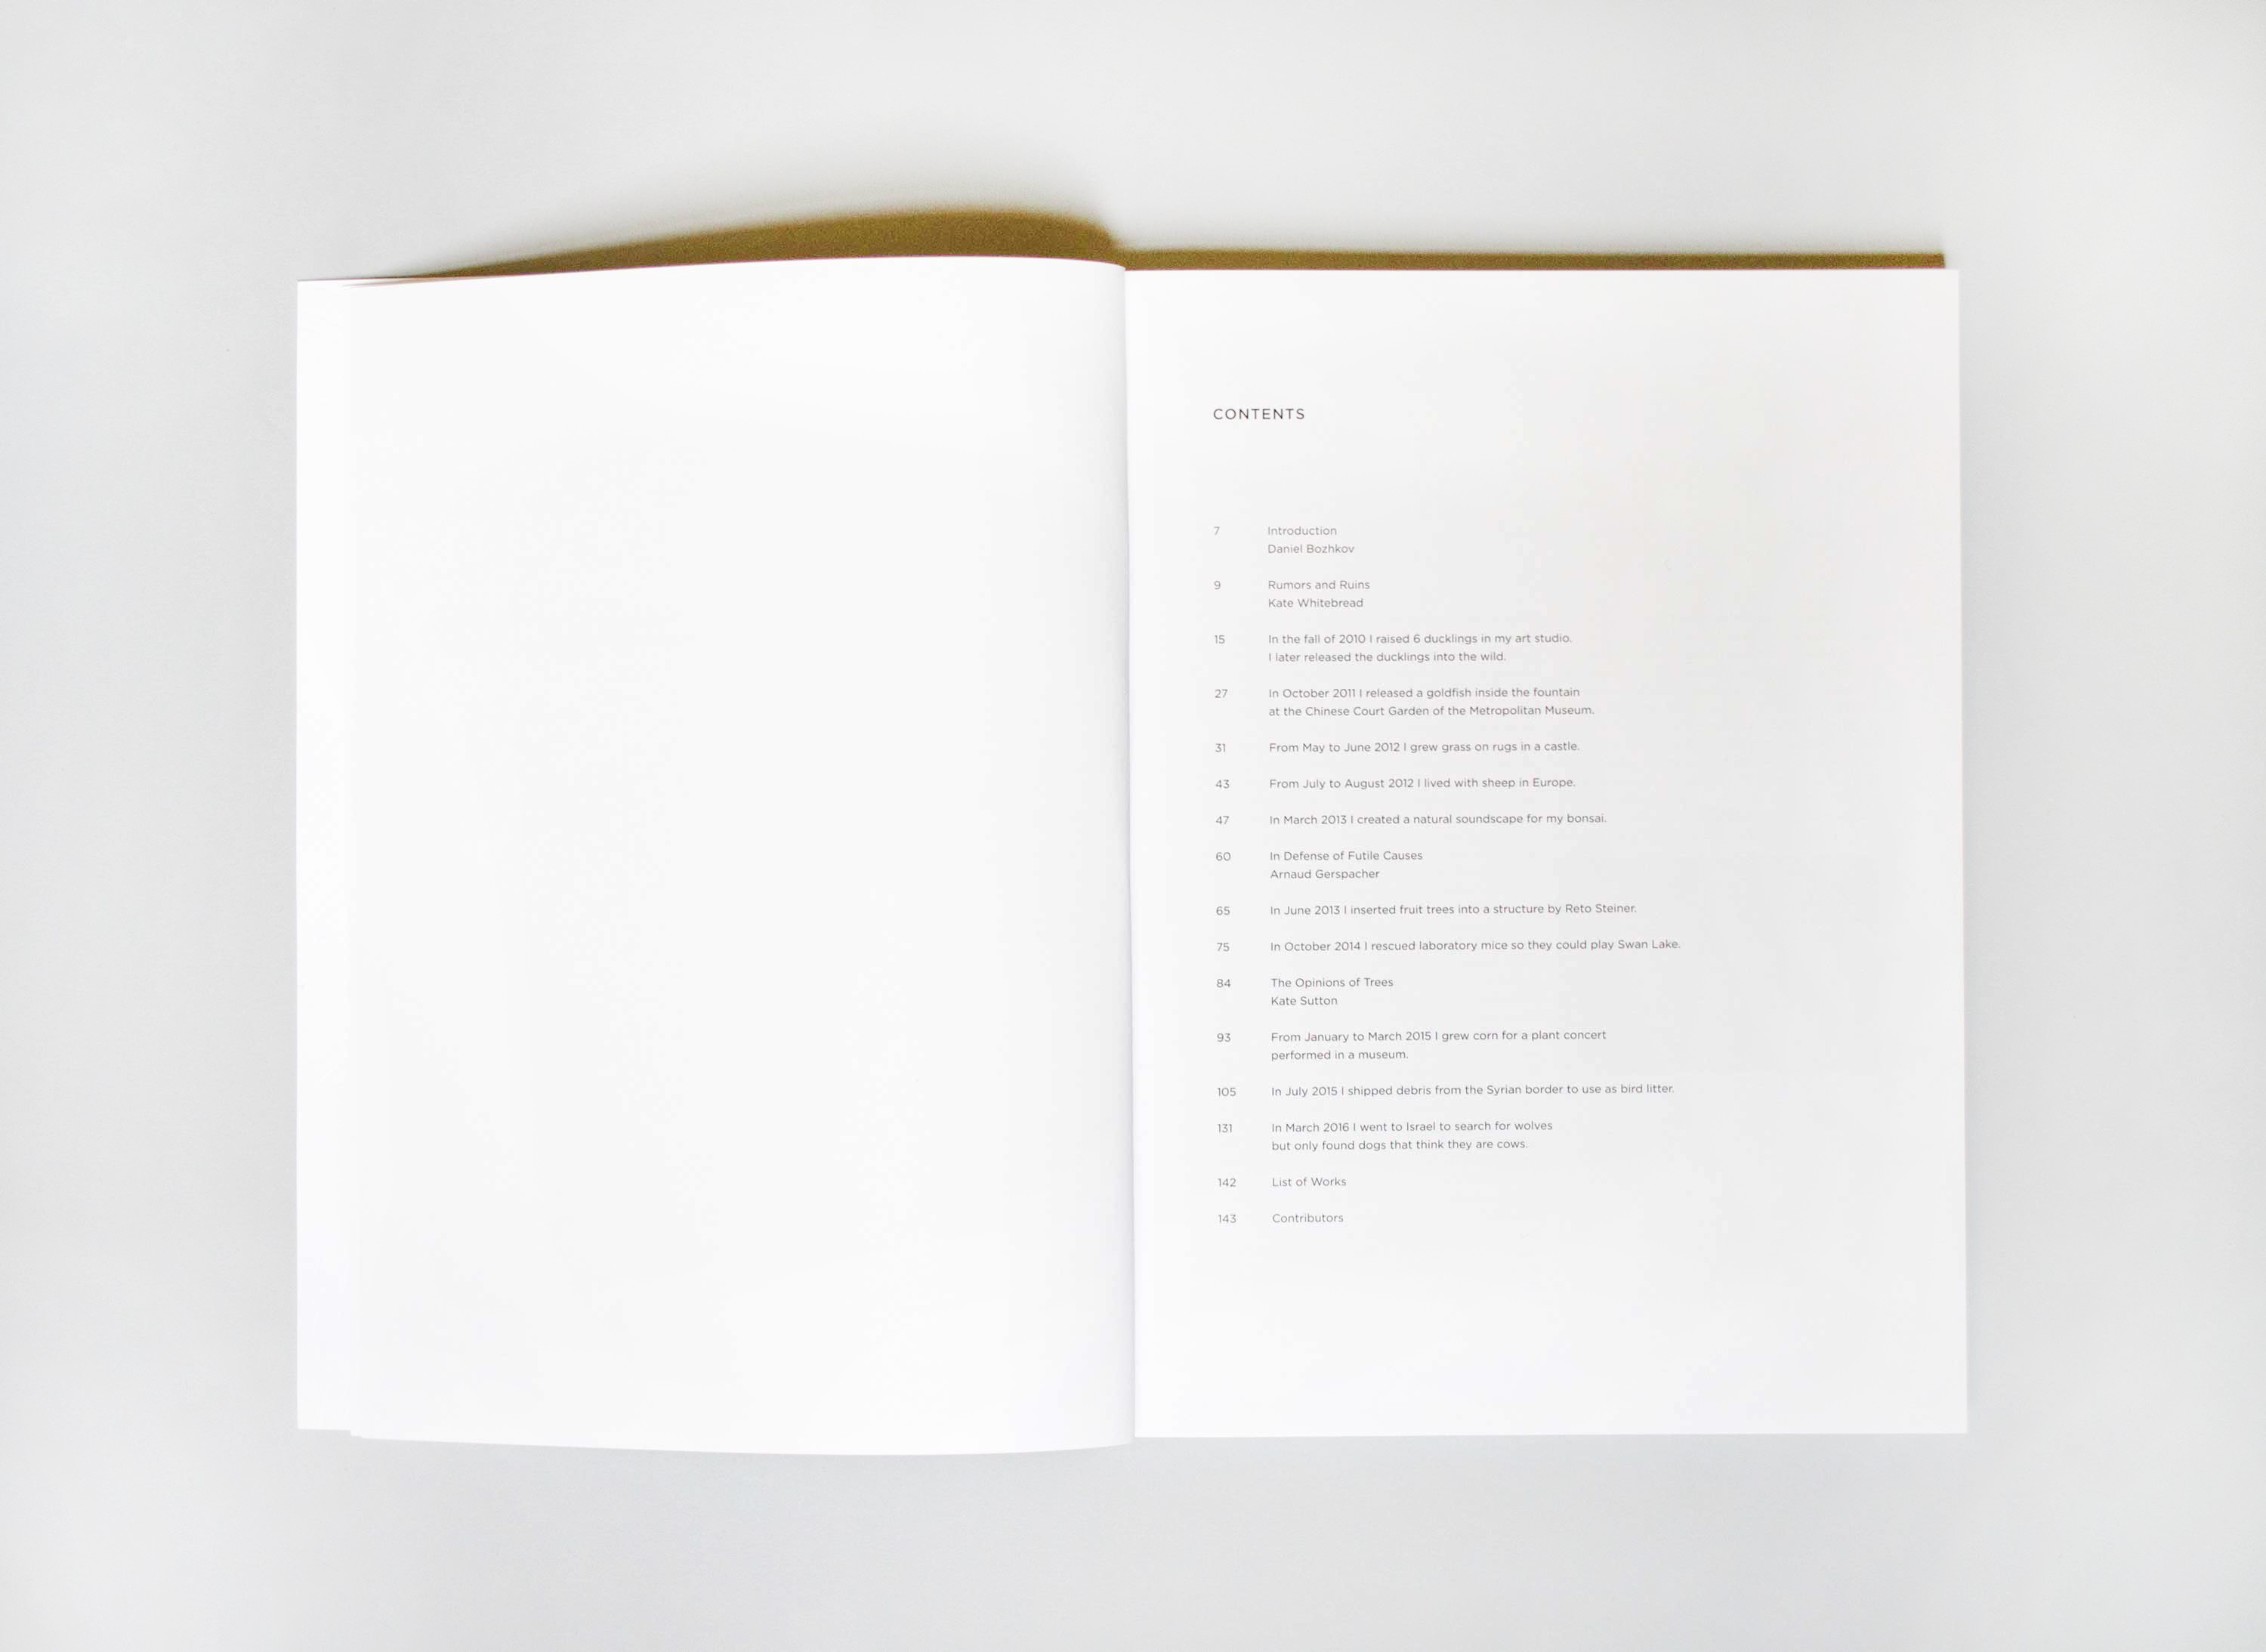 CONTENTS
7 Introduction
Daniel Bozhkov
9 Rumors and Ruins
Kate Whitebread
15 In the fall of 2010 I raised 6 ducklings in my art studio.
I later released the ducklings into the wild.
27 In October 2011 I released a goldfish inside the fountain
at the Chinese Court Garden of the Metropolitan Museum.
31 From May to June 2012 I grew grass on rugs in a castle.
43 From July to August 2012 I lived with sheep in Europe.
47 In March 2013 I created a natural soundscape for my bonsai.
60 In Defense of Futile Causes
Arnaud Gerspacher
65 In June 2013 I inserted fruit trees into a structure by Reto Steiner.
75 In October 2014 I rescued laboratory mice so they could play Swan Lake.
84 The Opinions of Trees
Kate Sutton
93 From January to March 2015 I grew corn for a plant concert
performed in a museum.
105 In July 2015 I shipped debris from the Syrian border to use as bird litter.
131 In March 2016 I went to Israel to search for wolves
but only found dogs that think they are cows.
142 List of Works
143 Contributors